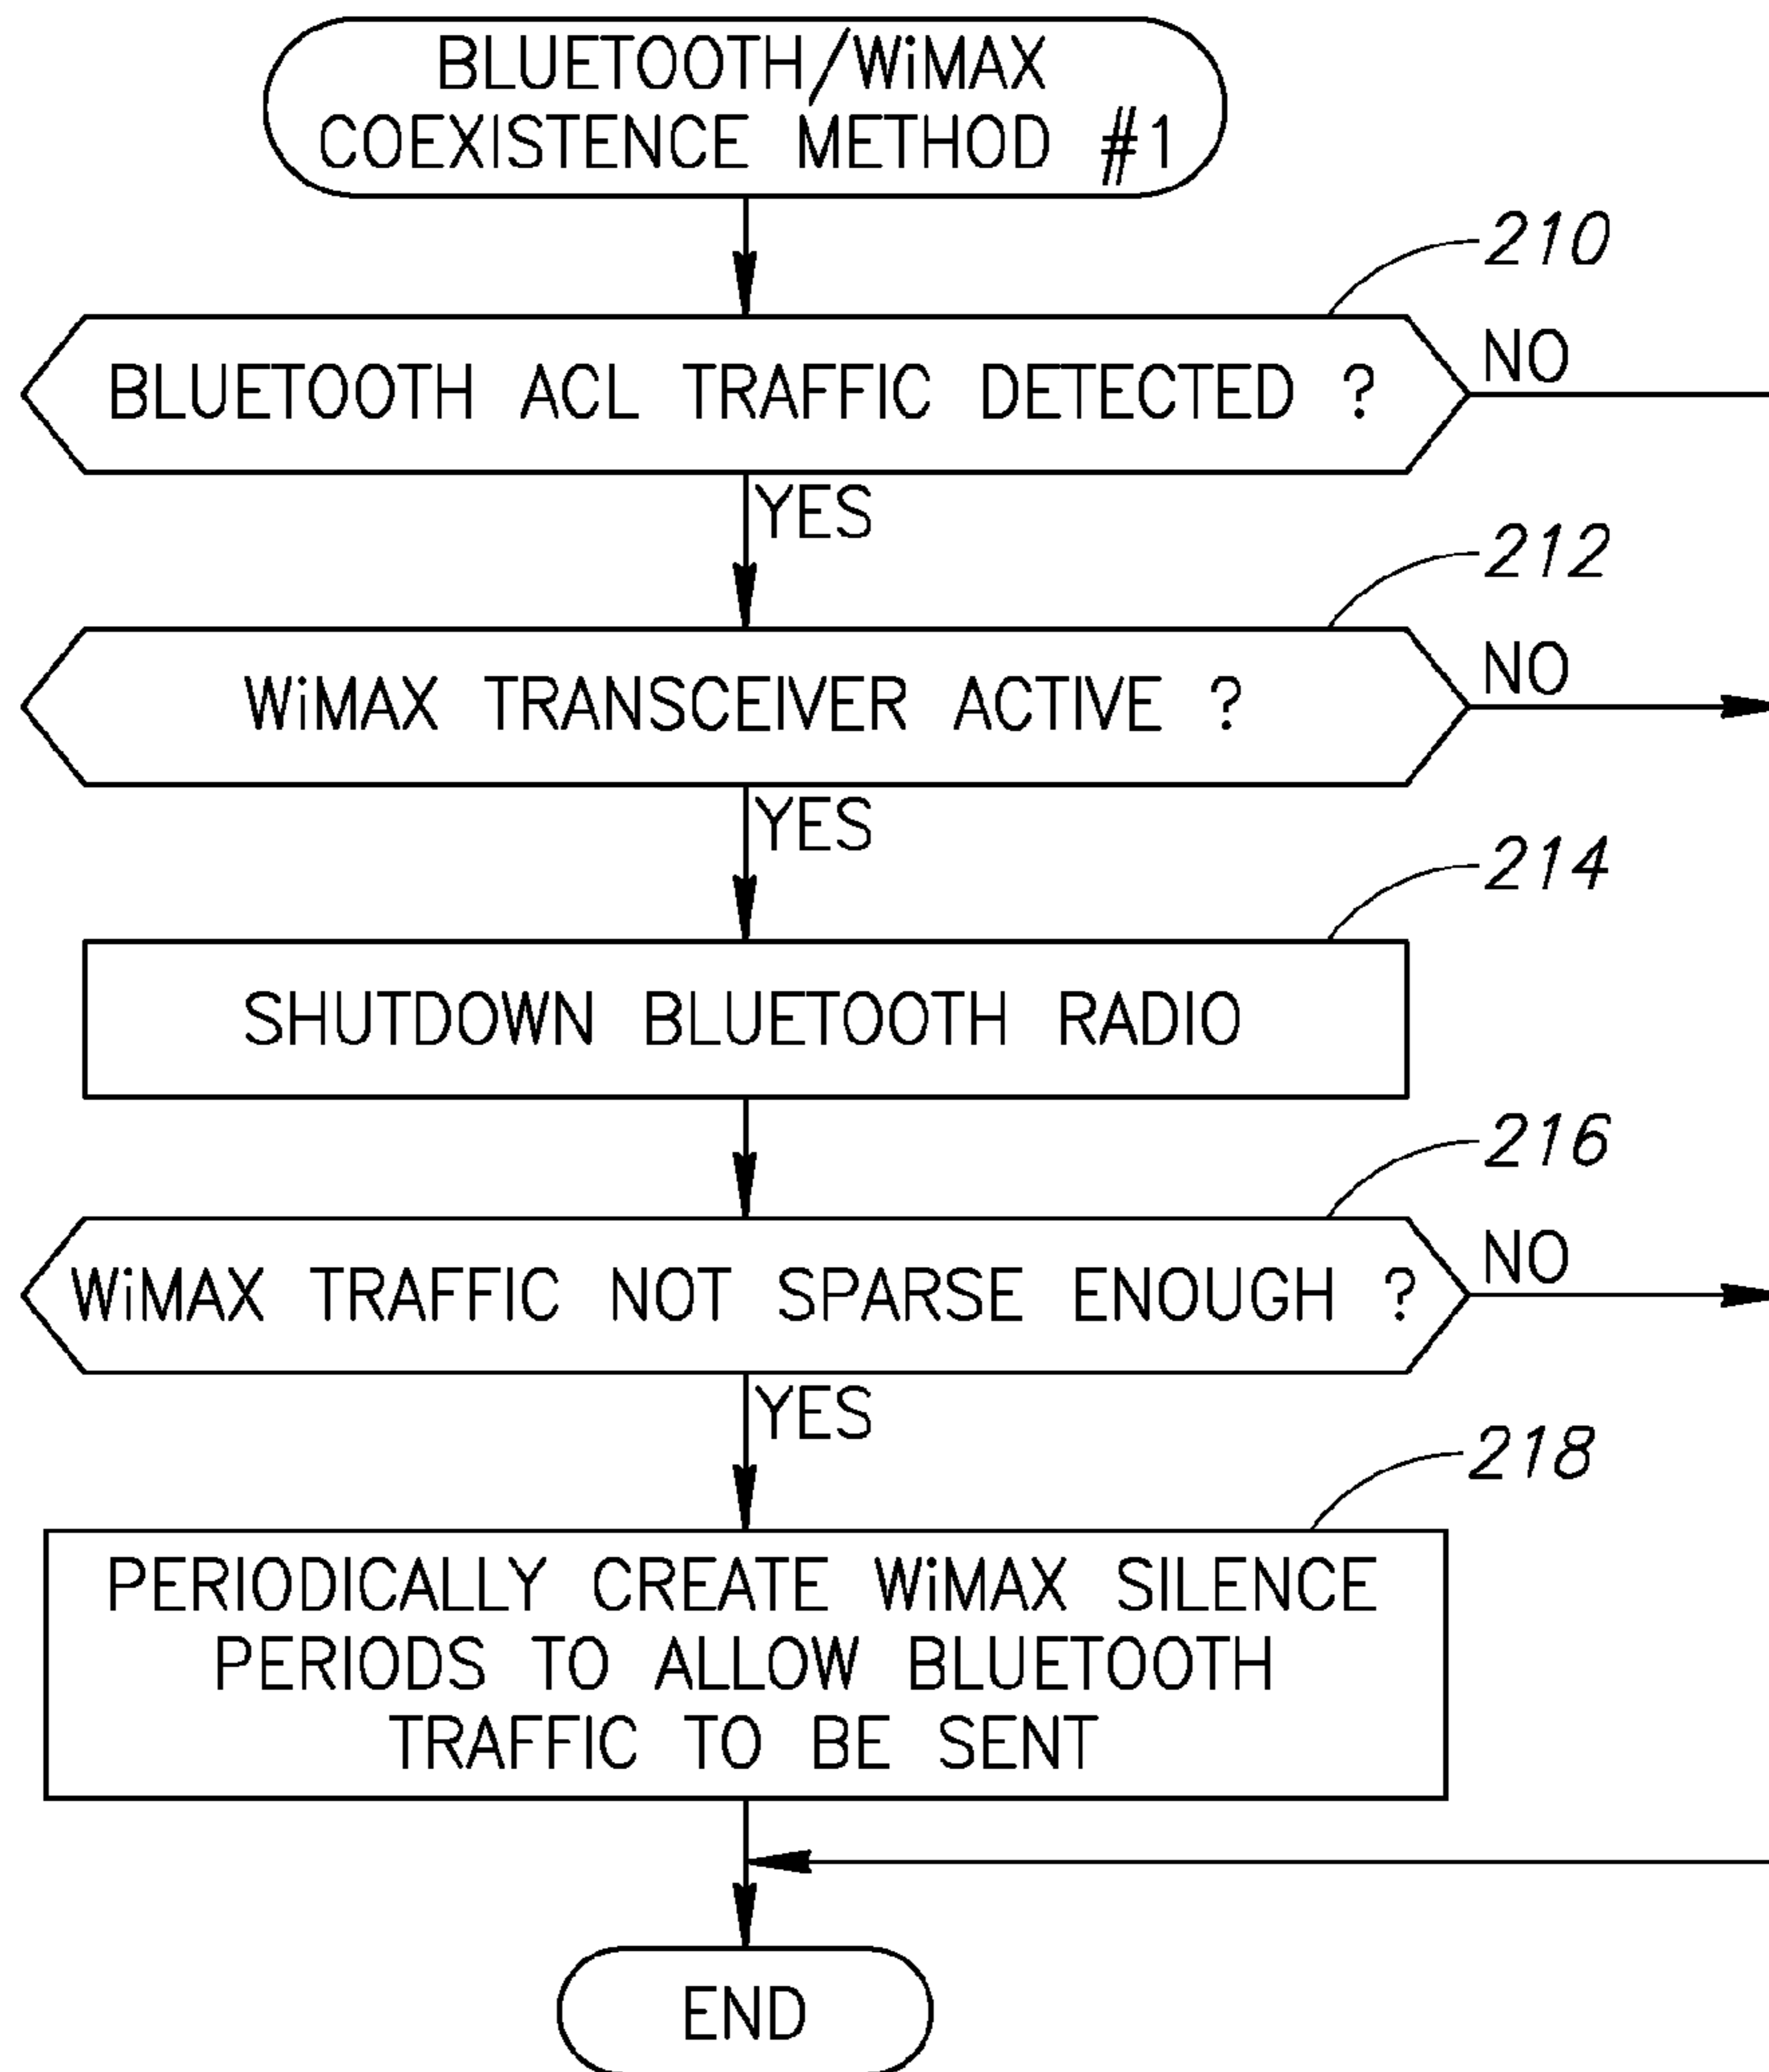 BLUETOOTH/WiMAX
COEXISTENCE METHOD #1
210
BLUETOOTH ACL TRAFFIC DETECTED ?
NO
YES
212
WiMAX TRANSCEIVER ACTIVE ?
NO
YES
214
SHUTDOWN BLUETOOTH RADIO
216
WiMAX TRAFFIC NOT SPARSE ENOUGH ?
NO
YES
218
PERIODICALLY CREATE WiMAX SILENCE
PERIODS TO ALLOW BLUETOOTH
TRAFFIC TO BE SENT
END